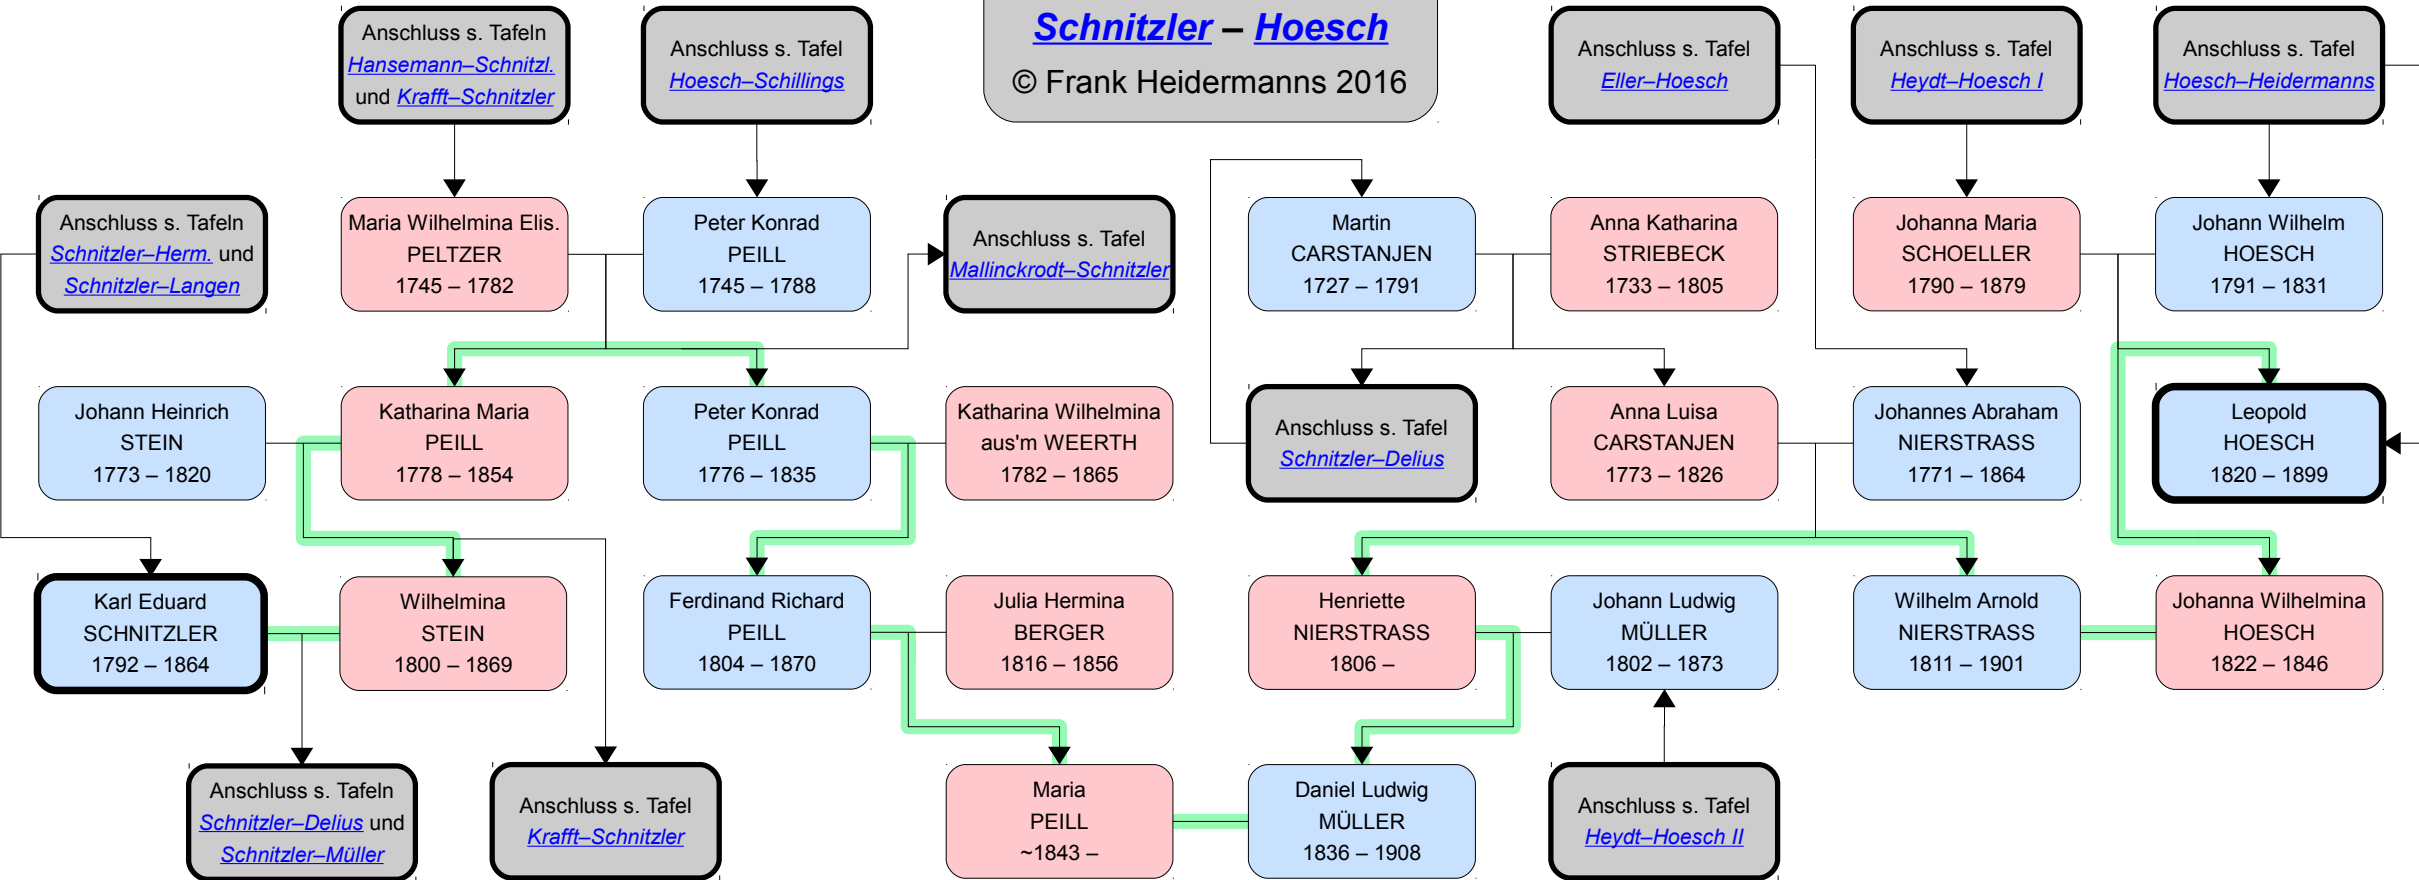 Schnitzler – Hoesch
© Frank Heidermanns 2016
Anschluss s. Tafeln
Hansemann–Schnitzl.
und Krafft–Schnitzler
Anschluss s. Tafel
Hoesch–Schillings
Anschluss s. Tafel
Eller–Hoesch
Anschluss s. Tafel
Heydt–Hoesch I
Anschluss s. Tafel
Hoesch–Heidermanns
Anschluss s. Tafeln
Schnitzler–Herm. und
Schnitzler–Langen
Maria Wilhelmina Elis.
PELTZER
1745 – 1782
Peter Konrad
PEILL
1745 – 1788
Anschluss s. Tafel
Mallinckrodt–Schnitzler
Martin
CARSTANJEN
1727 – 1791
Anna Katharina
STRIEBECK
1733 – 1805
Johanna Maria
SCHOELLER
1790 – 1879
Johann Wilhelm
HOESCH
1791 – 1831
Johann Heinrich
STEIN
1773 – 1820
Katharina Maria
PEILL
1778 – 1854
Peter Konrad
PEILL
1776 – 1835
Katharina Wilhelmina
aus'm WEERTH
1782 – 1865
Anschluss s. Tafel
Schnitzler–Delius
Anna Luisa
CARSTANJEN
1773 – 1826
Johannes Abraham
NIERSTRASS
1771 – 1864
Leopold
HOESCH
1820 – 1899
Karl Eduard
SCHNITZLER
1792 – 1864
Wilhelmina
STEIN
1800 – 1869
Ferdinand Richard
PEILL
1804 – 1870
Julia Hermina
BERGER
1816 – 1856
Henriette
NIERSTRASS
1806 –
Johann Ludwig
MÜLLER
1802 – 1873
Wilhelm Arnold
NIERSTRASS
1811 – 1901
Johanna Wilhelmina
HOESCH
1822 – 1846
Anschluss s. Tafeln
Schnitzler–Delius und
Schnitzler–Müller
Anschluss s. Tafel
Krafft–Schnitzler
Maria
PEILL
~1843 –
Daniel Ludwig
MÜLLER
1836 – 1908
Anschluss s. Tafel
Heydt–Hoesch II